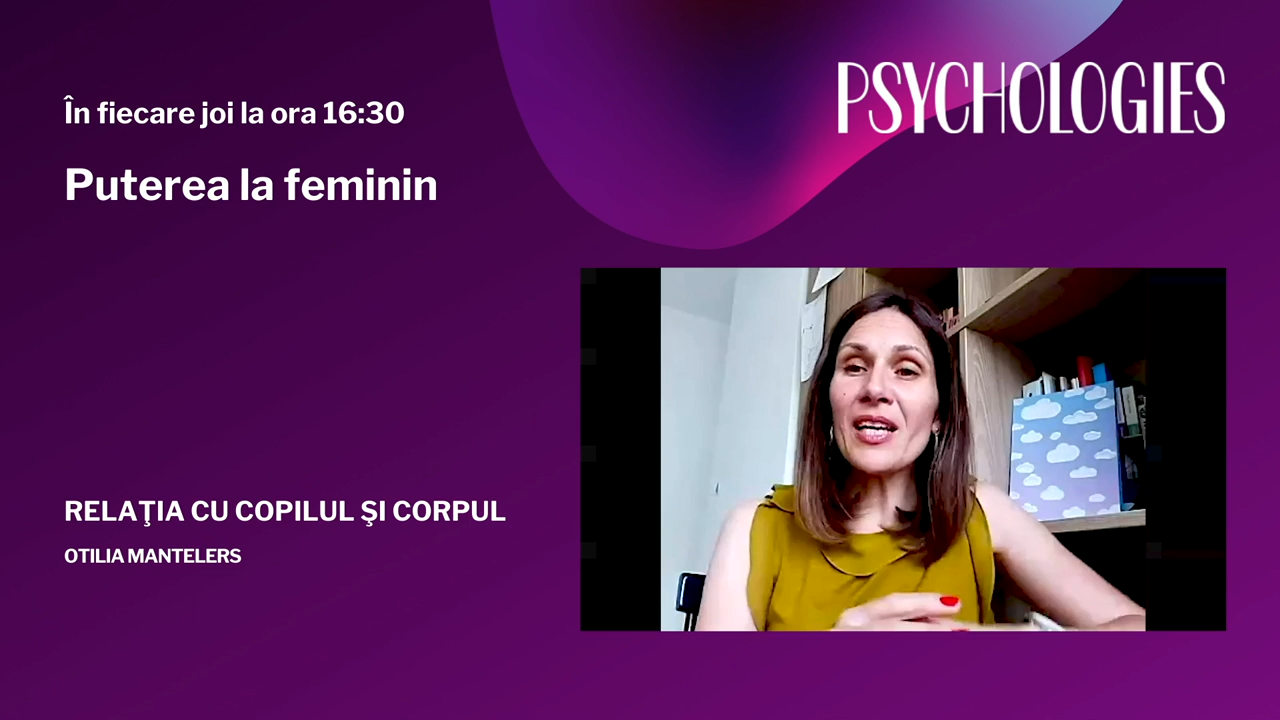 În fiecare joi la ora 16:30
PSYCHOLOGIES
Puterea la feminin
RELAŢIA CU COPILUL ŞI CORPUL
OTILIA MANTELERS